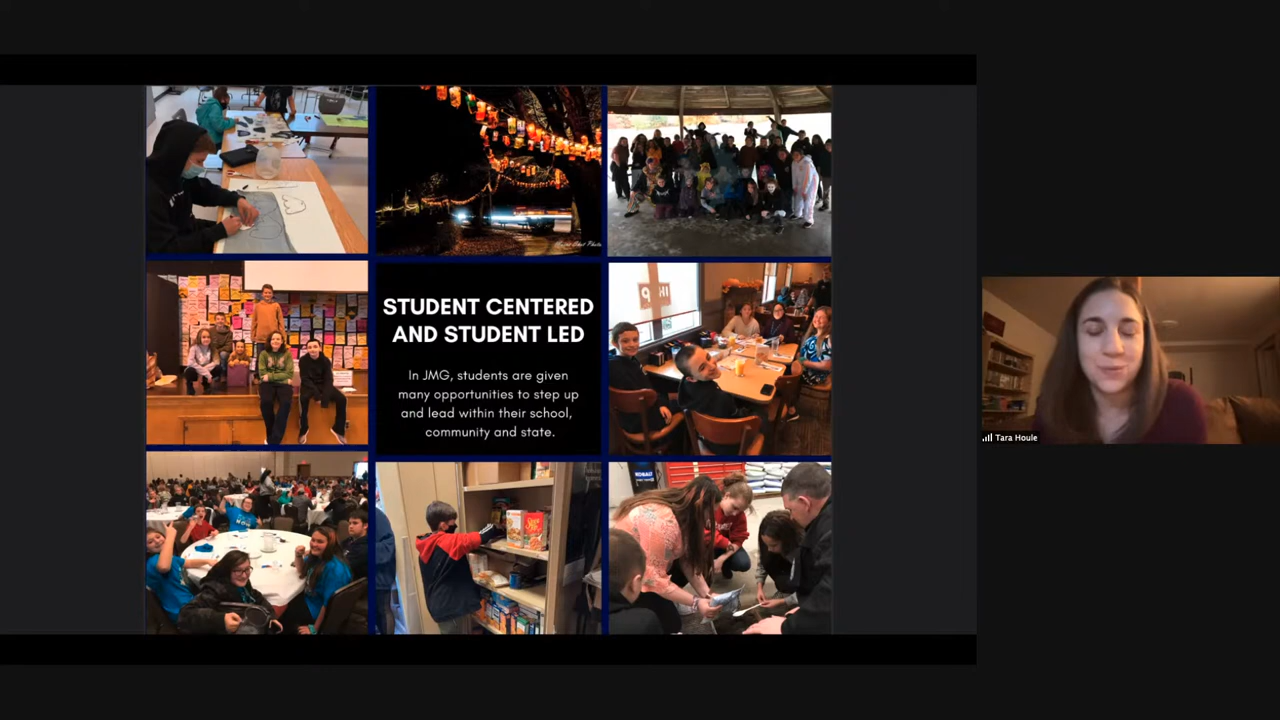 STUDENT CENTERED
AND STUDENT LED
In JMG, students are given
many opportunities to step up
and lead within their school,
community and state.
Tara Houle